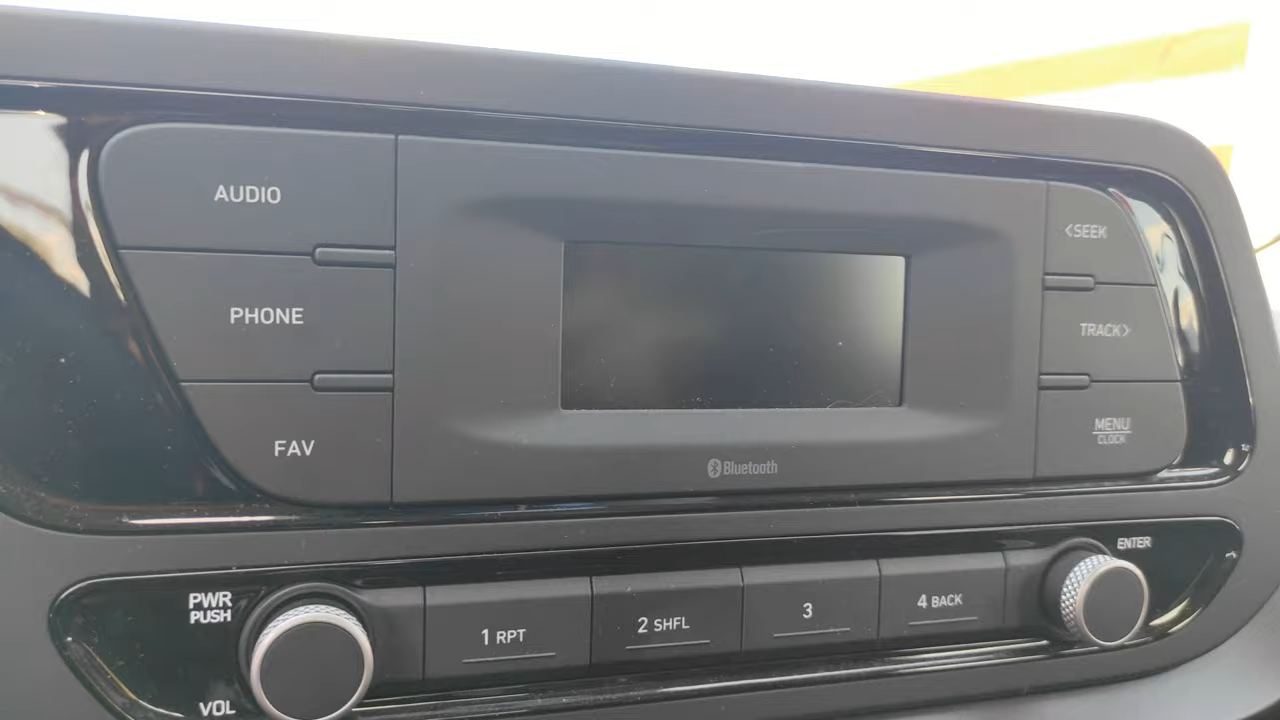 AUDIO
<SEEK
PHONE
TRACK>
FAV
MENU
CLOCK
Bluetooth
ENTER
PWR
PUSH
1 RPT
2 SHFL
3
4 BACK
VOL